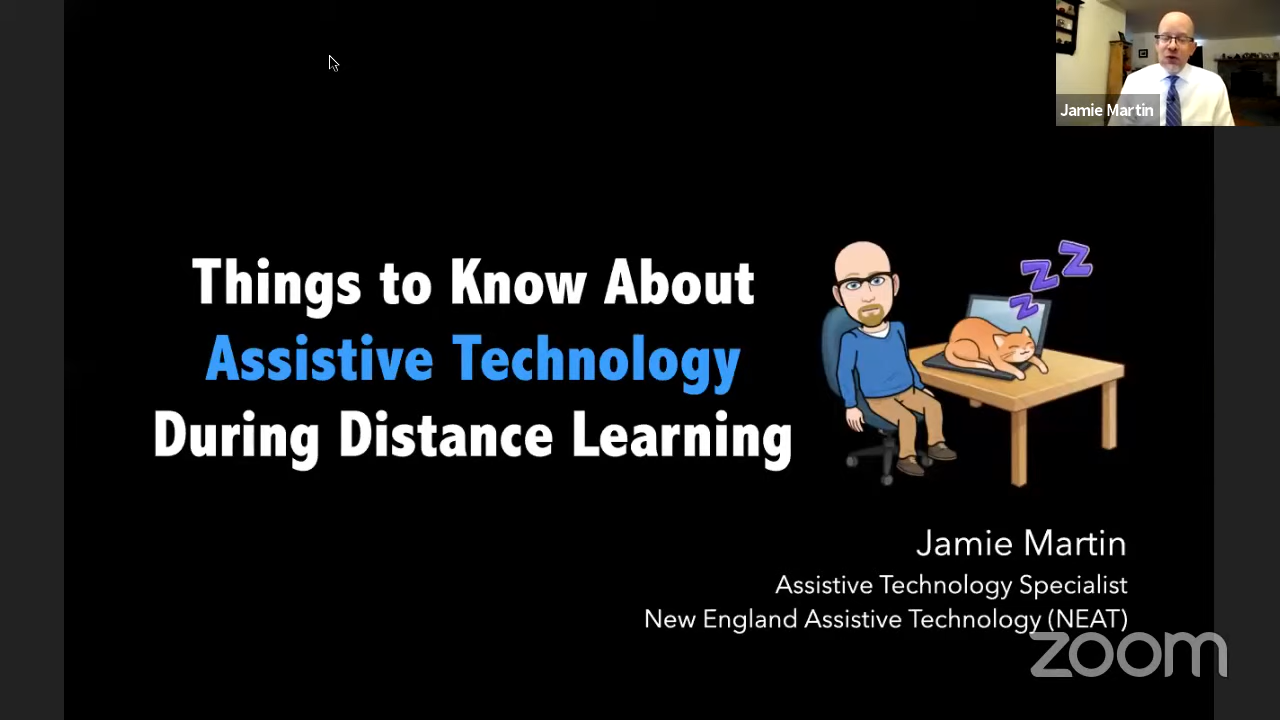 Jamie Martin
Things to Know About
Assistive Technology
During Distance Learning
Z Z Z
Jamie Martin
Assistive Technology Specialist
New England Assistive Technology (NEAT)
zoom